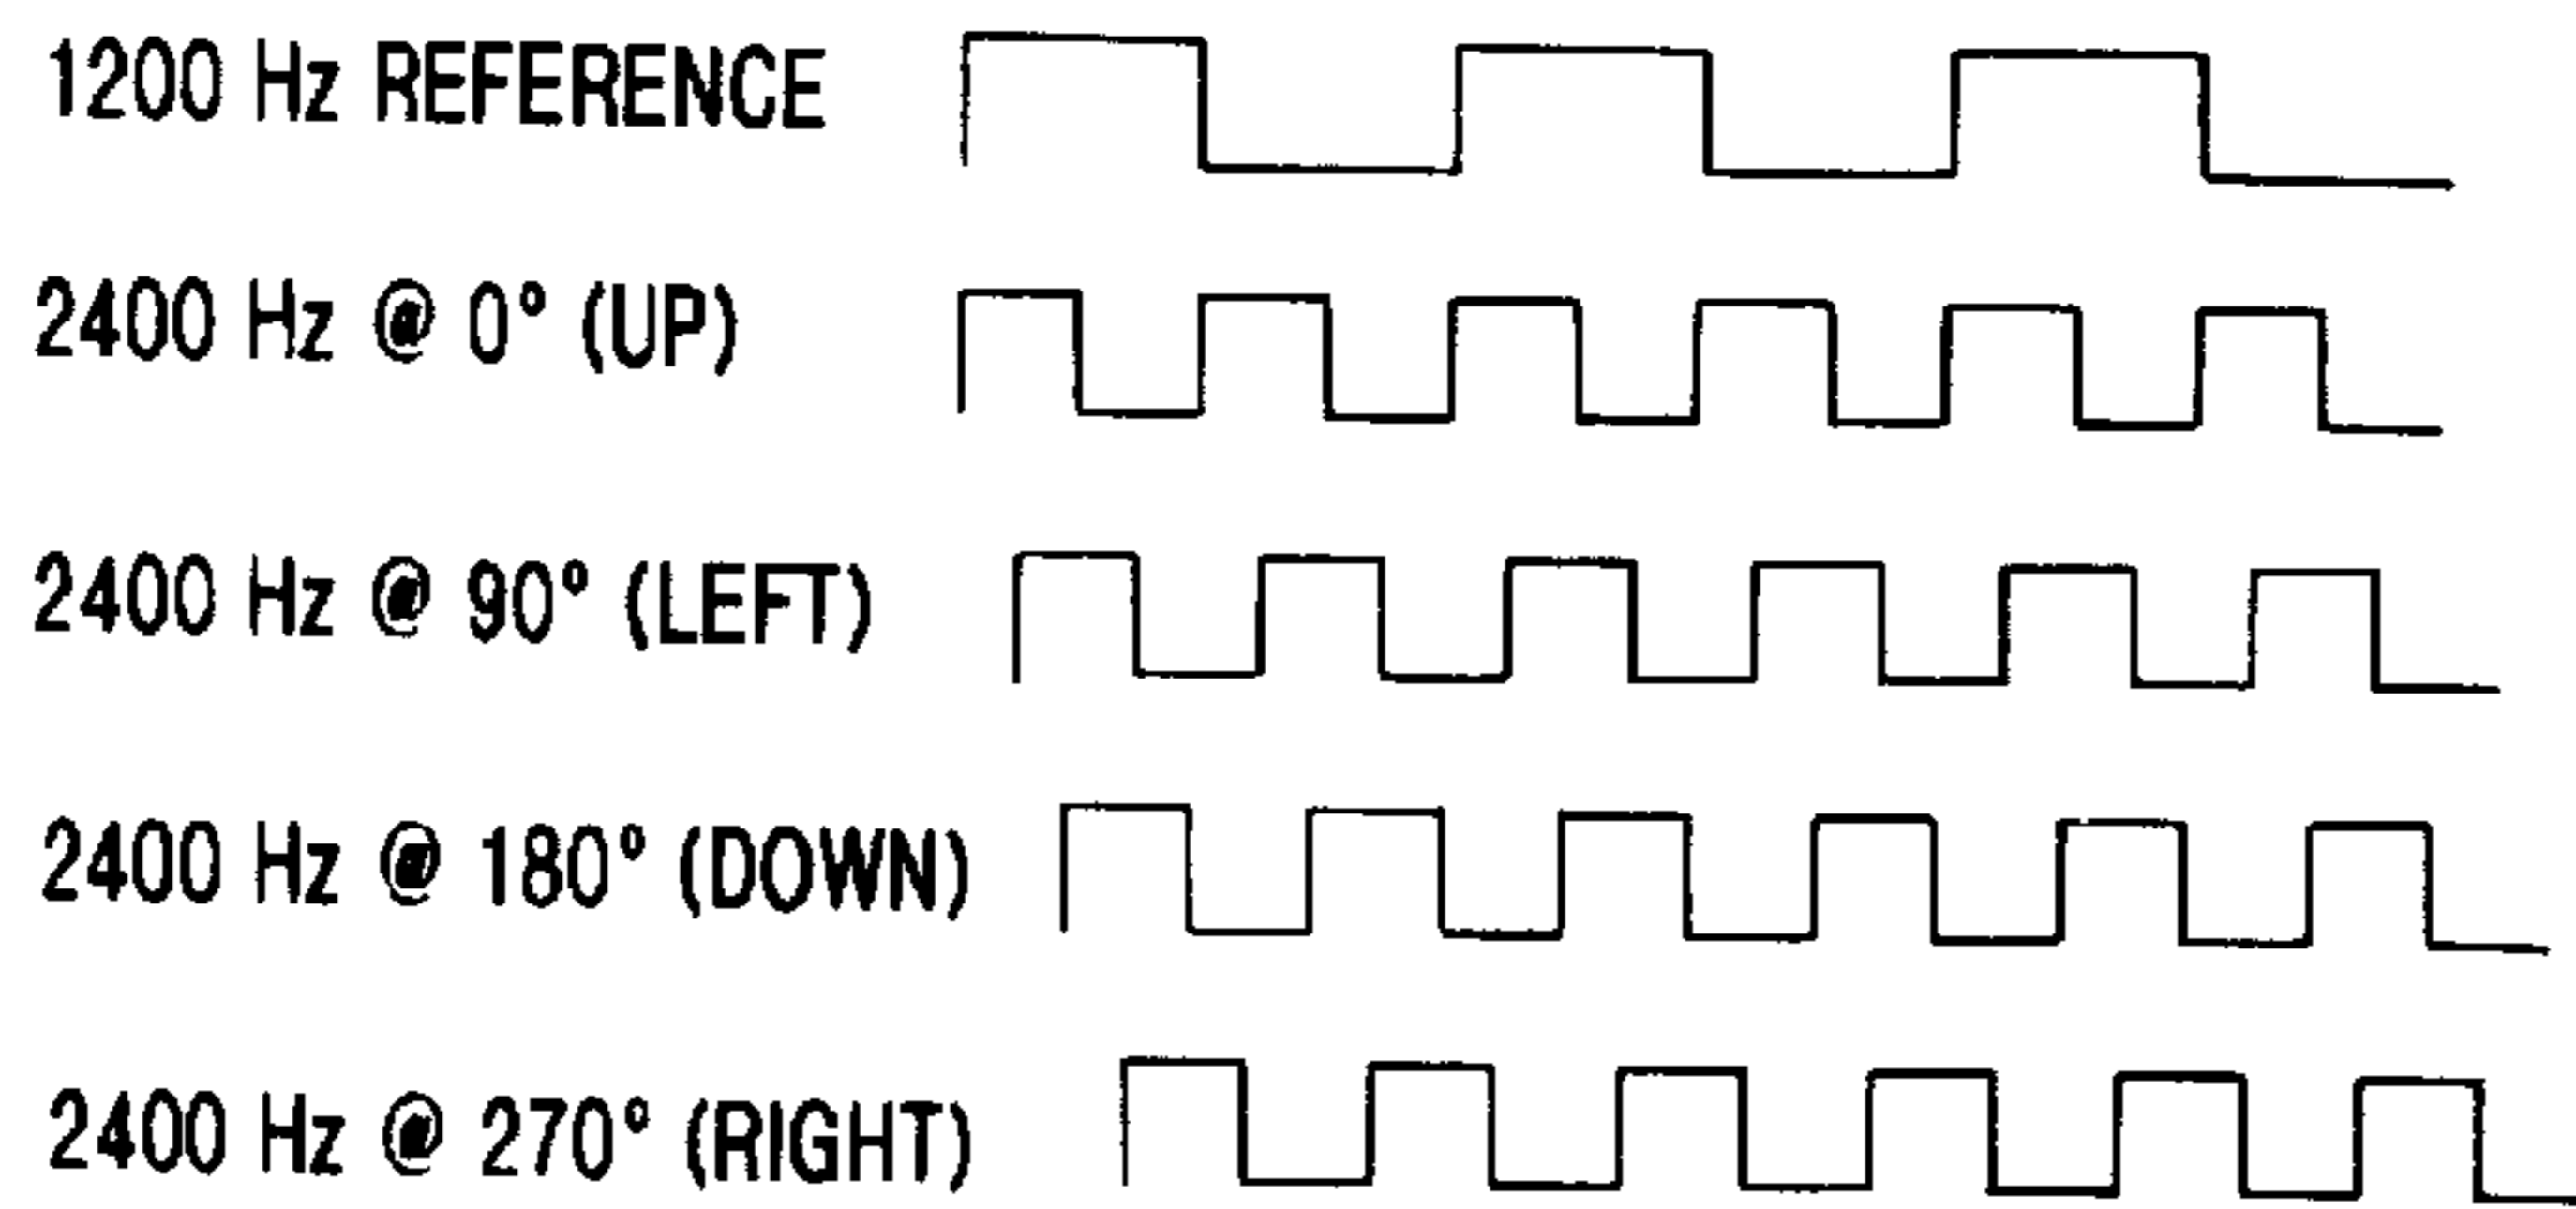 1200 Hz REFERENCE
2400 Hz @ 0° (UP)
2400 Hz @ 90° (LEFT)
2400 Hz @ 180° (DOWN)
2400 Hz @ 270° (RIGHT)